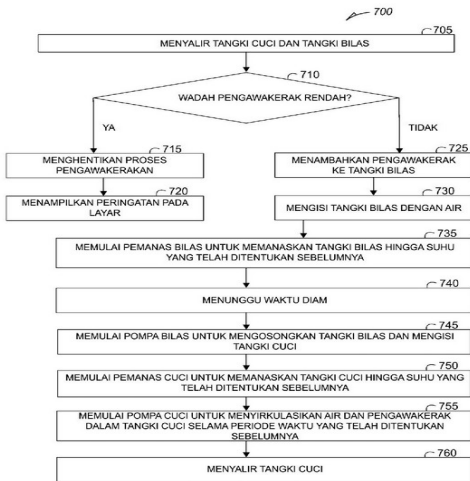 700
705
MENYALIR TANGKI CUCI DAN TANGKI BILAS
710
WADAH PENGAWAKERAK RENDAH?
YA
TIDAK
715
MENGHENTIKAN PROSES
PENGAWAKERAKAN
725
MENAMBAHKAN PENGAWAKERAK
KE TANGKI BILAS
720
MENAMPILKAN PERINGATAN PADA
LAYAR
730
MENGISI TANGKI BILAS DENGAN AIR
735
MEMULAI PEMANAS BILAS UNTUK MEMANASKAN TANGKI BILAS HINGGA SUHU
YANG TELAH DITENTUKAN SEBELUMNYA
740
MENUNGGU WAKTU DIAM
745
MEMULAI POMPA BILAS UNTUK MENGOSONGKAN TANGKI BILAS DAN MENGISI
TANGKI CUCI
750
MEMULAI PEMANAS CUCI UNTUK MEMANASKAN TANGKI CUCI HINGGA SUHU YANG
TELAH DITENTUKAN SEBELUMNYA
755
MEMULAI POMPA CUCI UNTUK MENYIRKULASIKAN AIR DAN PENGAWAKERAK
DALAM TANGKI CUCI SELAMA PERIODE WAKTU YANG TELAH DITENTUKAN
SEBELUMNYA
760
MENYALIR TANGKI CUCI